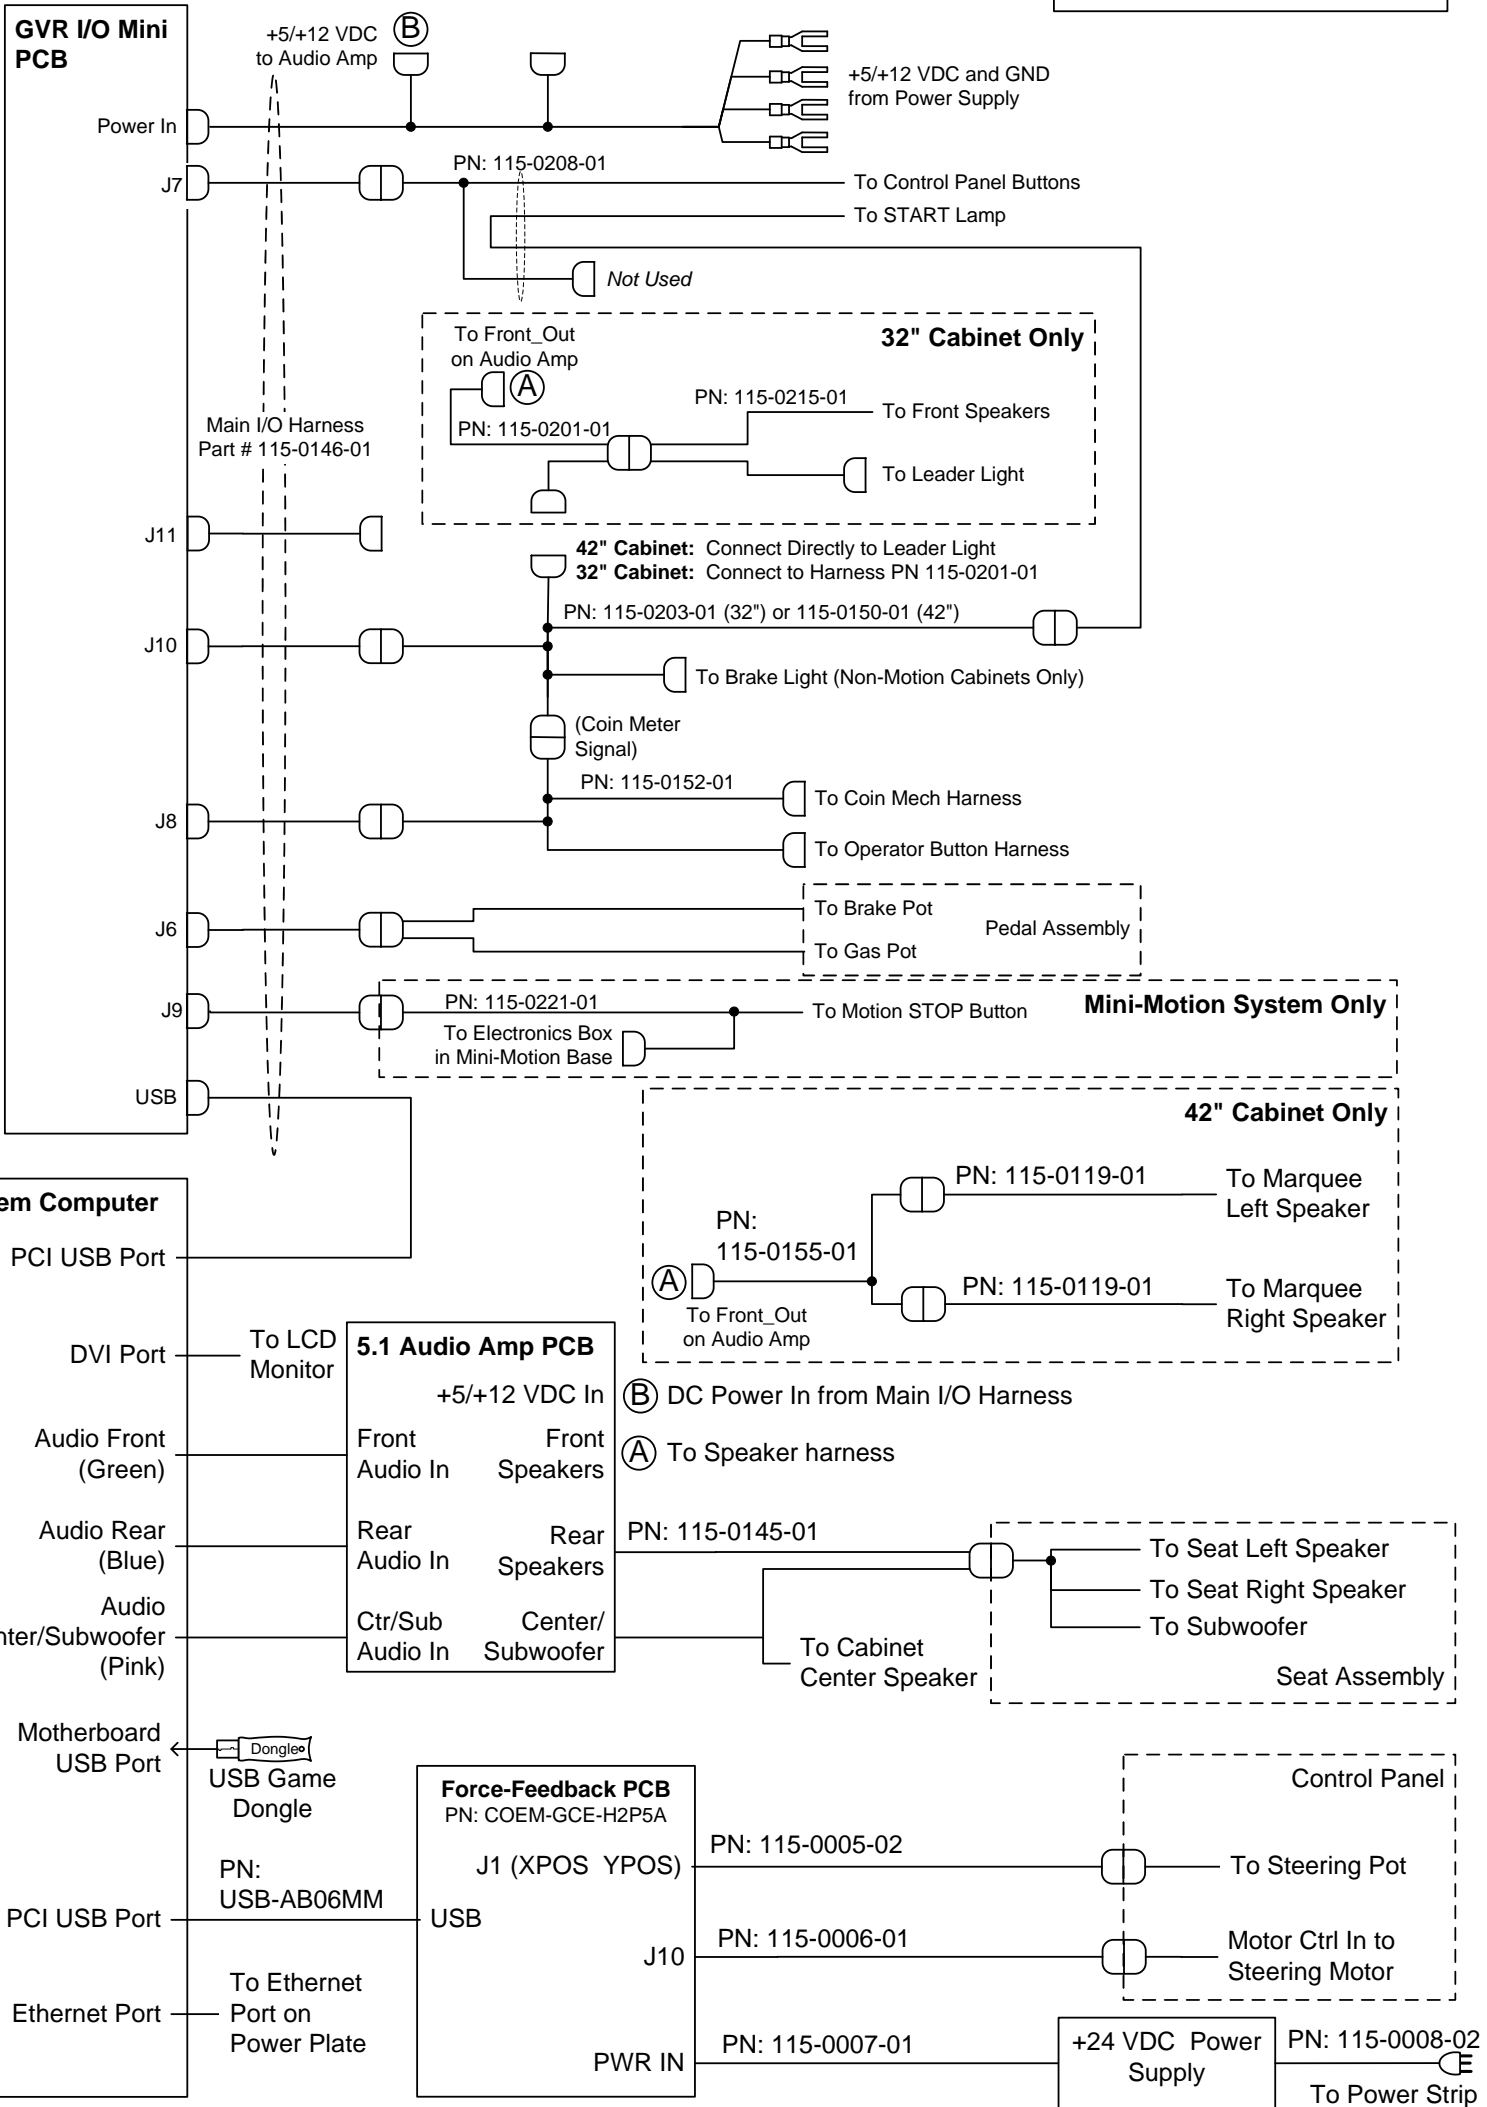 GVR I/O Mini
PCB
+5/+12 VDC
to Audio Amp
B
+5/+12 VDC and GND
from Power Supply
Power In
PN: 115-0208-01
J7
To Control Panel Buttons
To START Lamp
Not Used
To Front_Out
on Audio Amp
32" Cabinet Only
A
PN: 115-0215-01
To Front Speakers
PN: 115-0201-01
Main I/O Harness
Part # 115-0146-01
To Leader Light
J11
42" Cabinet: Connect Directly to Leader Light
32" Cabinet: Connect to Harness PN 115-0201-01
PN: 115-0203-01 (32") or 115-0150-01 (42")
J10
To Brake Light (Non-Motion Cabinets Only)
(Coin Meter
Signal)
PN: 115-0152-01
To Coin Mech Harness
J8
To Operator Button Harness
To Brake Pot
J6
Pedal Assembly
To Gas Pot
PN: 115-0221-01
J9
To Motion STOP Button
Mini-Motion System Only
To Electronics Box
in Mini-Motion Base
USB
42" Cabinet Only
PN: 115-0119-01
To Marquee
Left Speaker
em Computer
PN:
115-0155-01
PCI USB Port
A
PN: 115-0119-01
To Marquee
Right Speaker
To Front_Out
on Audio Amp
DVI Port
To LCD
Monitor
5.1 Audio Amp PCB
+5/+12 VDC In
B
DC Power In from Main I/O Harness
Audio Front
(Green)
Front
Audio In
Front
Speakers
A
To Speaker harness
Audio Rear
(Blue)
Rear
Audio In
Rear
Speakers
PN: 115-0145-01
To Seat Left Speaker
To Seat Right Speaker
To Subwoofer
Seat Assembly
Audio
nter/Subwoofer
(Pink)
Ctr/Sub
Audio In
Center/
Subwoofer
To Cabinet
Center Speaker
Motherboard
USB Port
Dongle
USB Game
Dongle
Force-Feedback PCB
PN: COEM-GCE-H2P5A
Control Panel
J1 (XPOS YPOS)
PN: 115-0005-02
To Steering Pot
PN:
USB-AB06MM
PCI USB Port
USB
J10
PN: 115-0006-01
Motor Ctrl In to
Steering Motor
Ethernet Port
To Ethernet
Port on
Power Plate
PWR IN
PN: 115-0007-01
+24 VDC Power
Supply
PN: 115-0008-02
To Power Strip